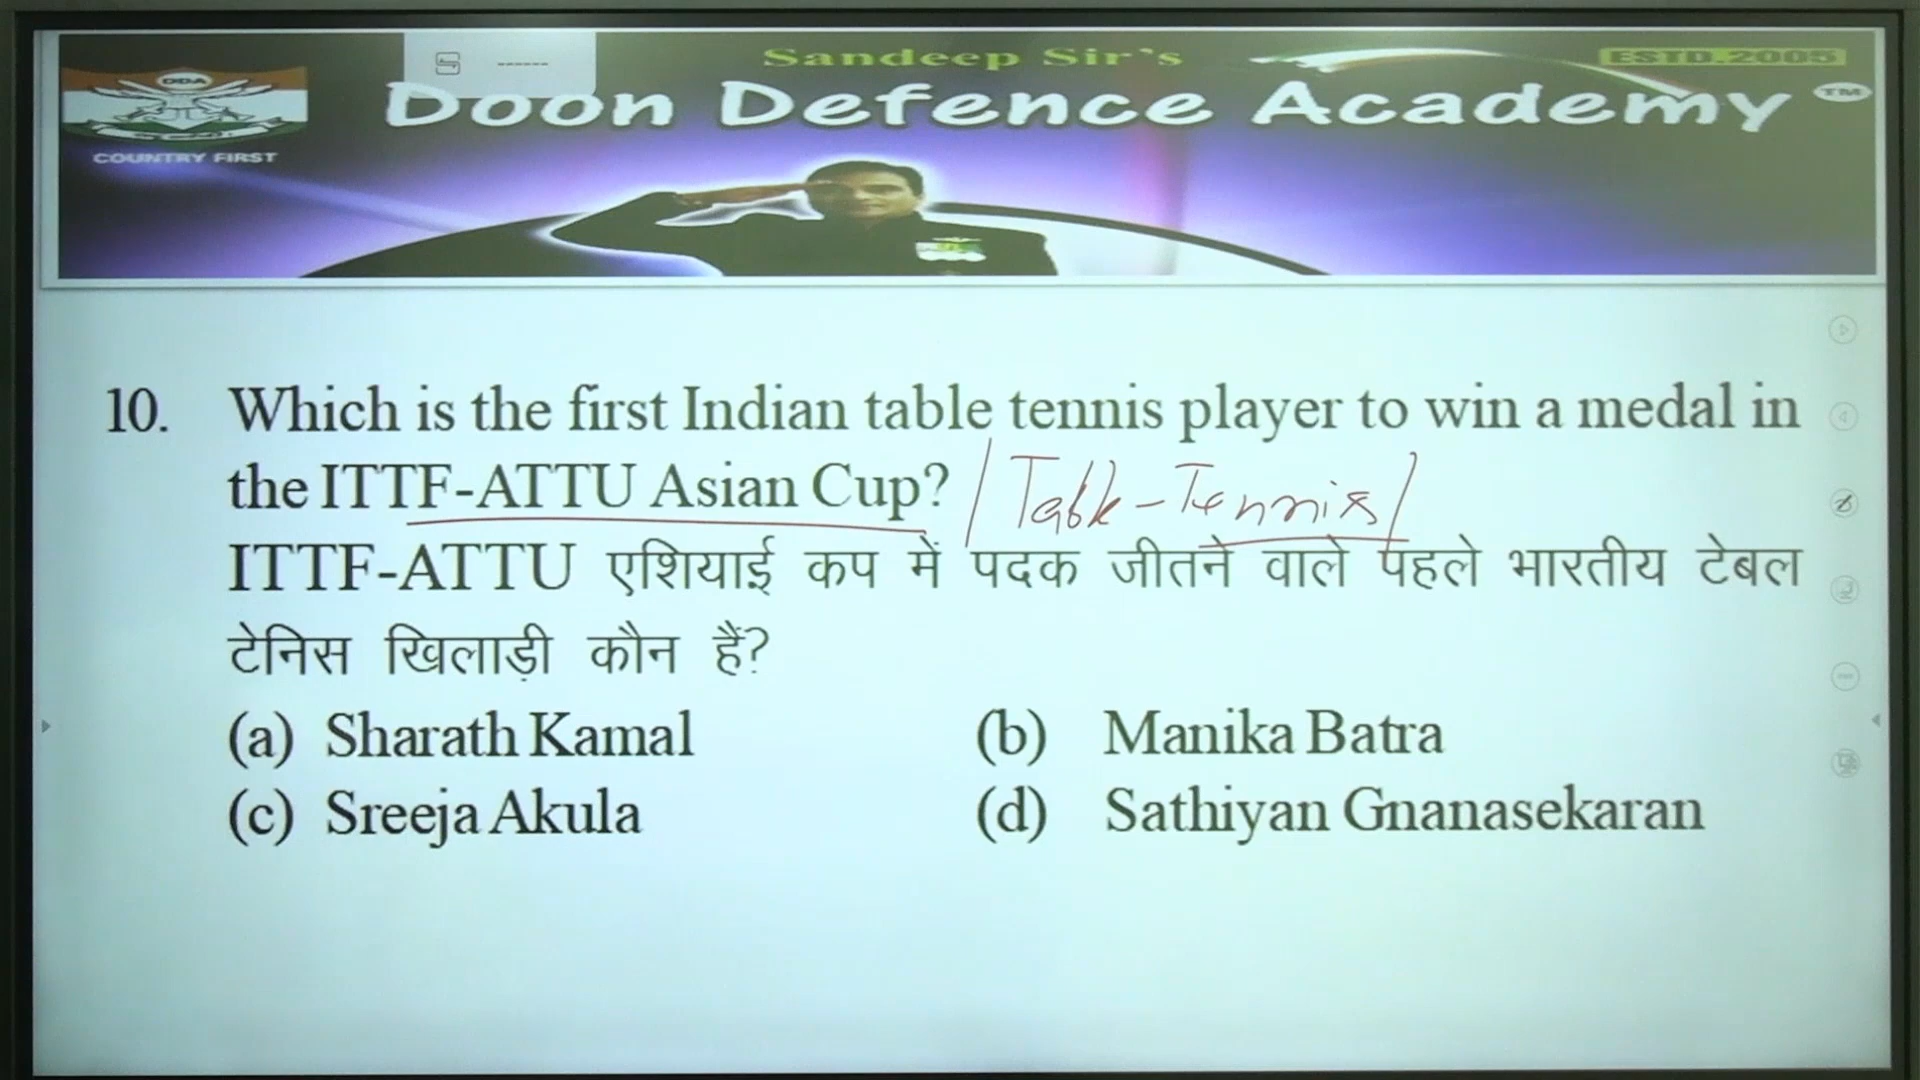 Sandeep Sir's
ESTD.2005
Doon Defence Academy
TM
DDA
COUNTRY FIRST
10. Which is the first Indian table tennis player to win a medal in
the ITTF-ATTU Asian Cup? / Table-Tennis /
ITTF-ATTU एशियाई कप में पदक जीतने वाले पहले भारतीय टेबल
टेनिस खिलाड़ी कौन हैं?
(a) Sharath Kamal (b) Manika Batra
(c) Sreeja Akula (d) Sathiyan Gnanasekaran